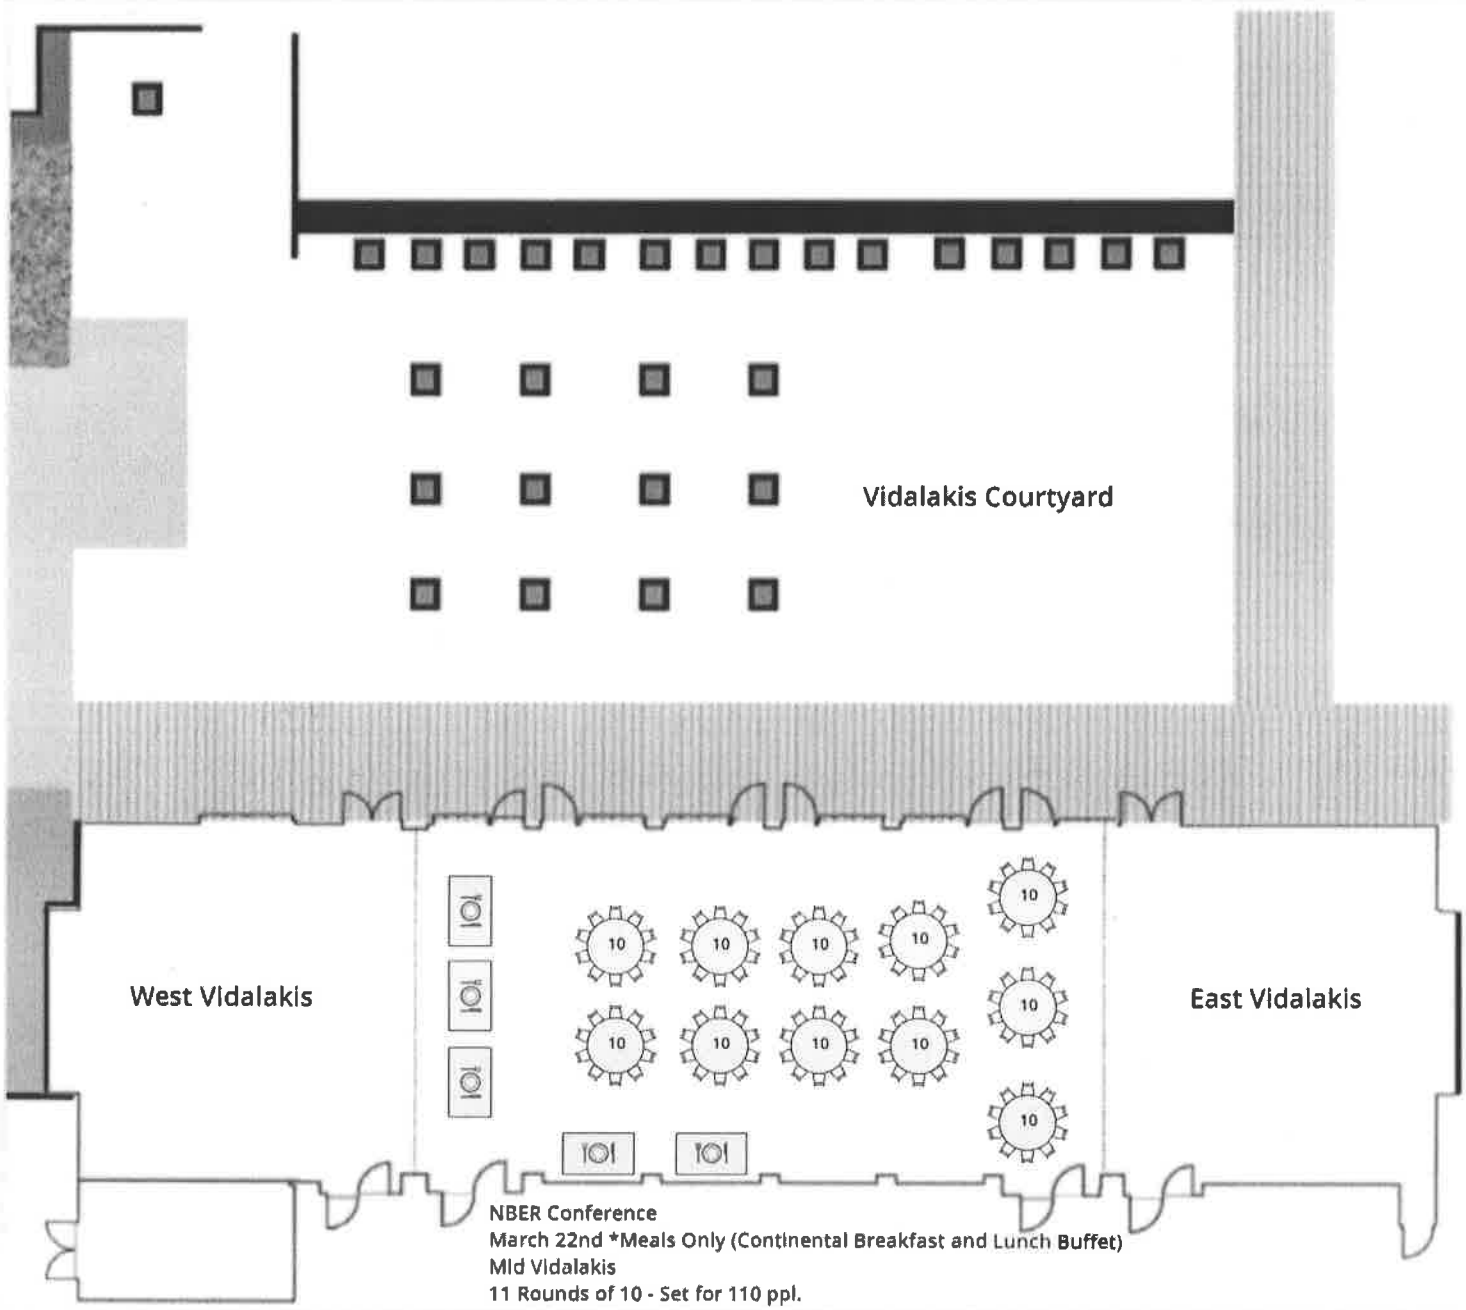 Vidalakis Courtyard
10
10 10 10 10
West Vidalakis
10
East Vidalakis
10 10 10 10
10
NBER Conference
March 22nd *Meals Only (Continental Breakfast and Lunch Buffet)
Mid Vidalakis
11 Rounds of 10 - Set for 110 ppl.